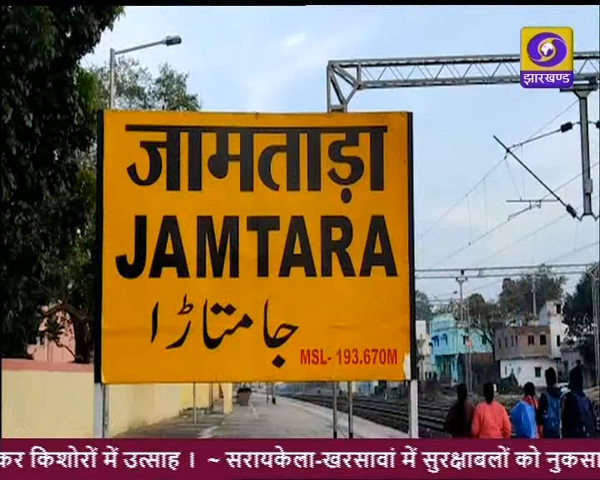 झारखण्ड
जामताड़ा
JAMTARA
جامتاڑا
MSL- 193.670M
कर किशोरों में उत्साह । ~ सरायकेला-खरसावां में सुरक्षाबलों को नुकसा